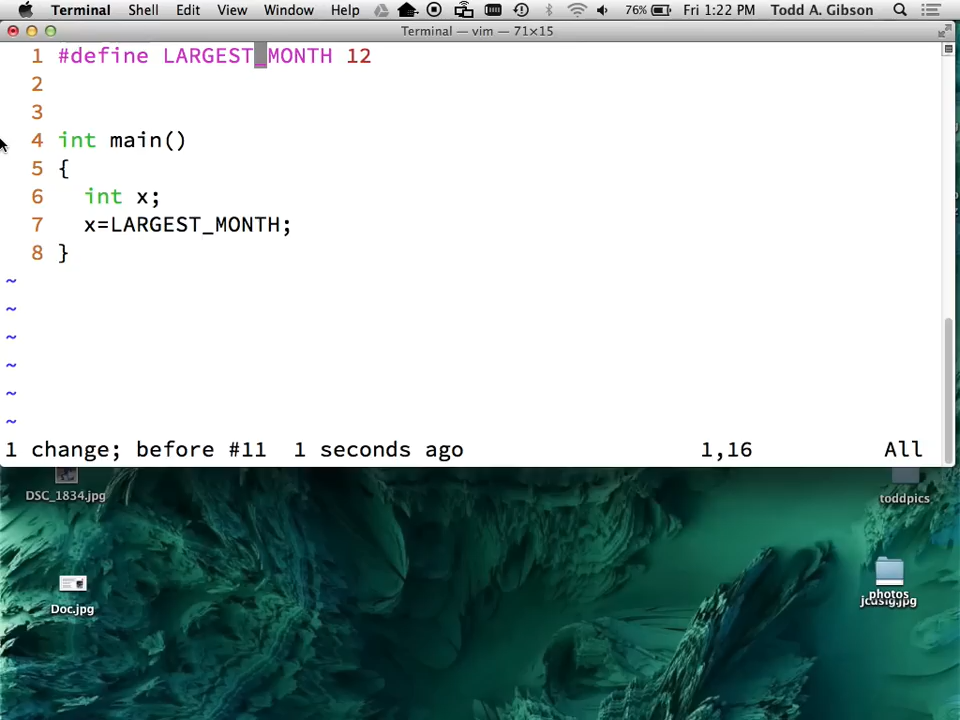 Terminal Shell Edit View Window Help 76% Fri 1:22 PM Todd A. Gibson
Terminal — vim — 71×15
1 #define LARGEST_MONTH 12
2
3
4 int main()
5 {
6 int x;
7 x=LARGEST_MONTH;
8 }
~
~
~
~
~
~
1 change; before #11 1 seconds ago 1,16 All
DSC_1834.jpg
toddpics
Doc.jpg
photos
jcdsig.jpg